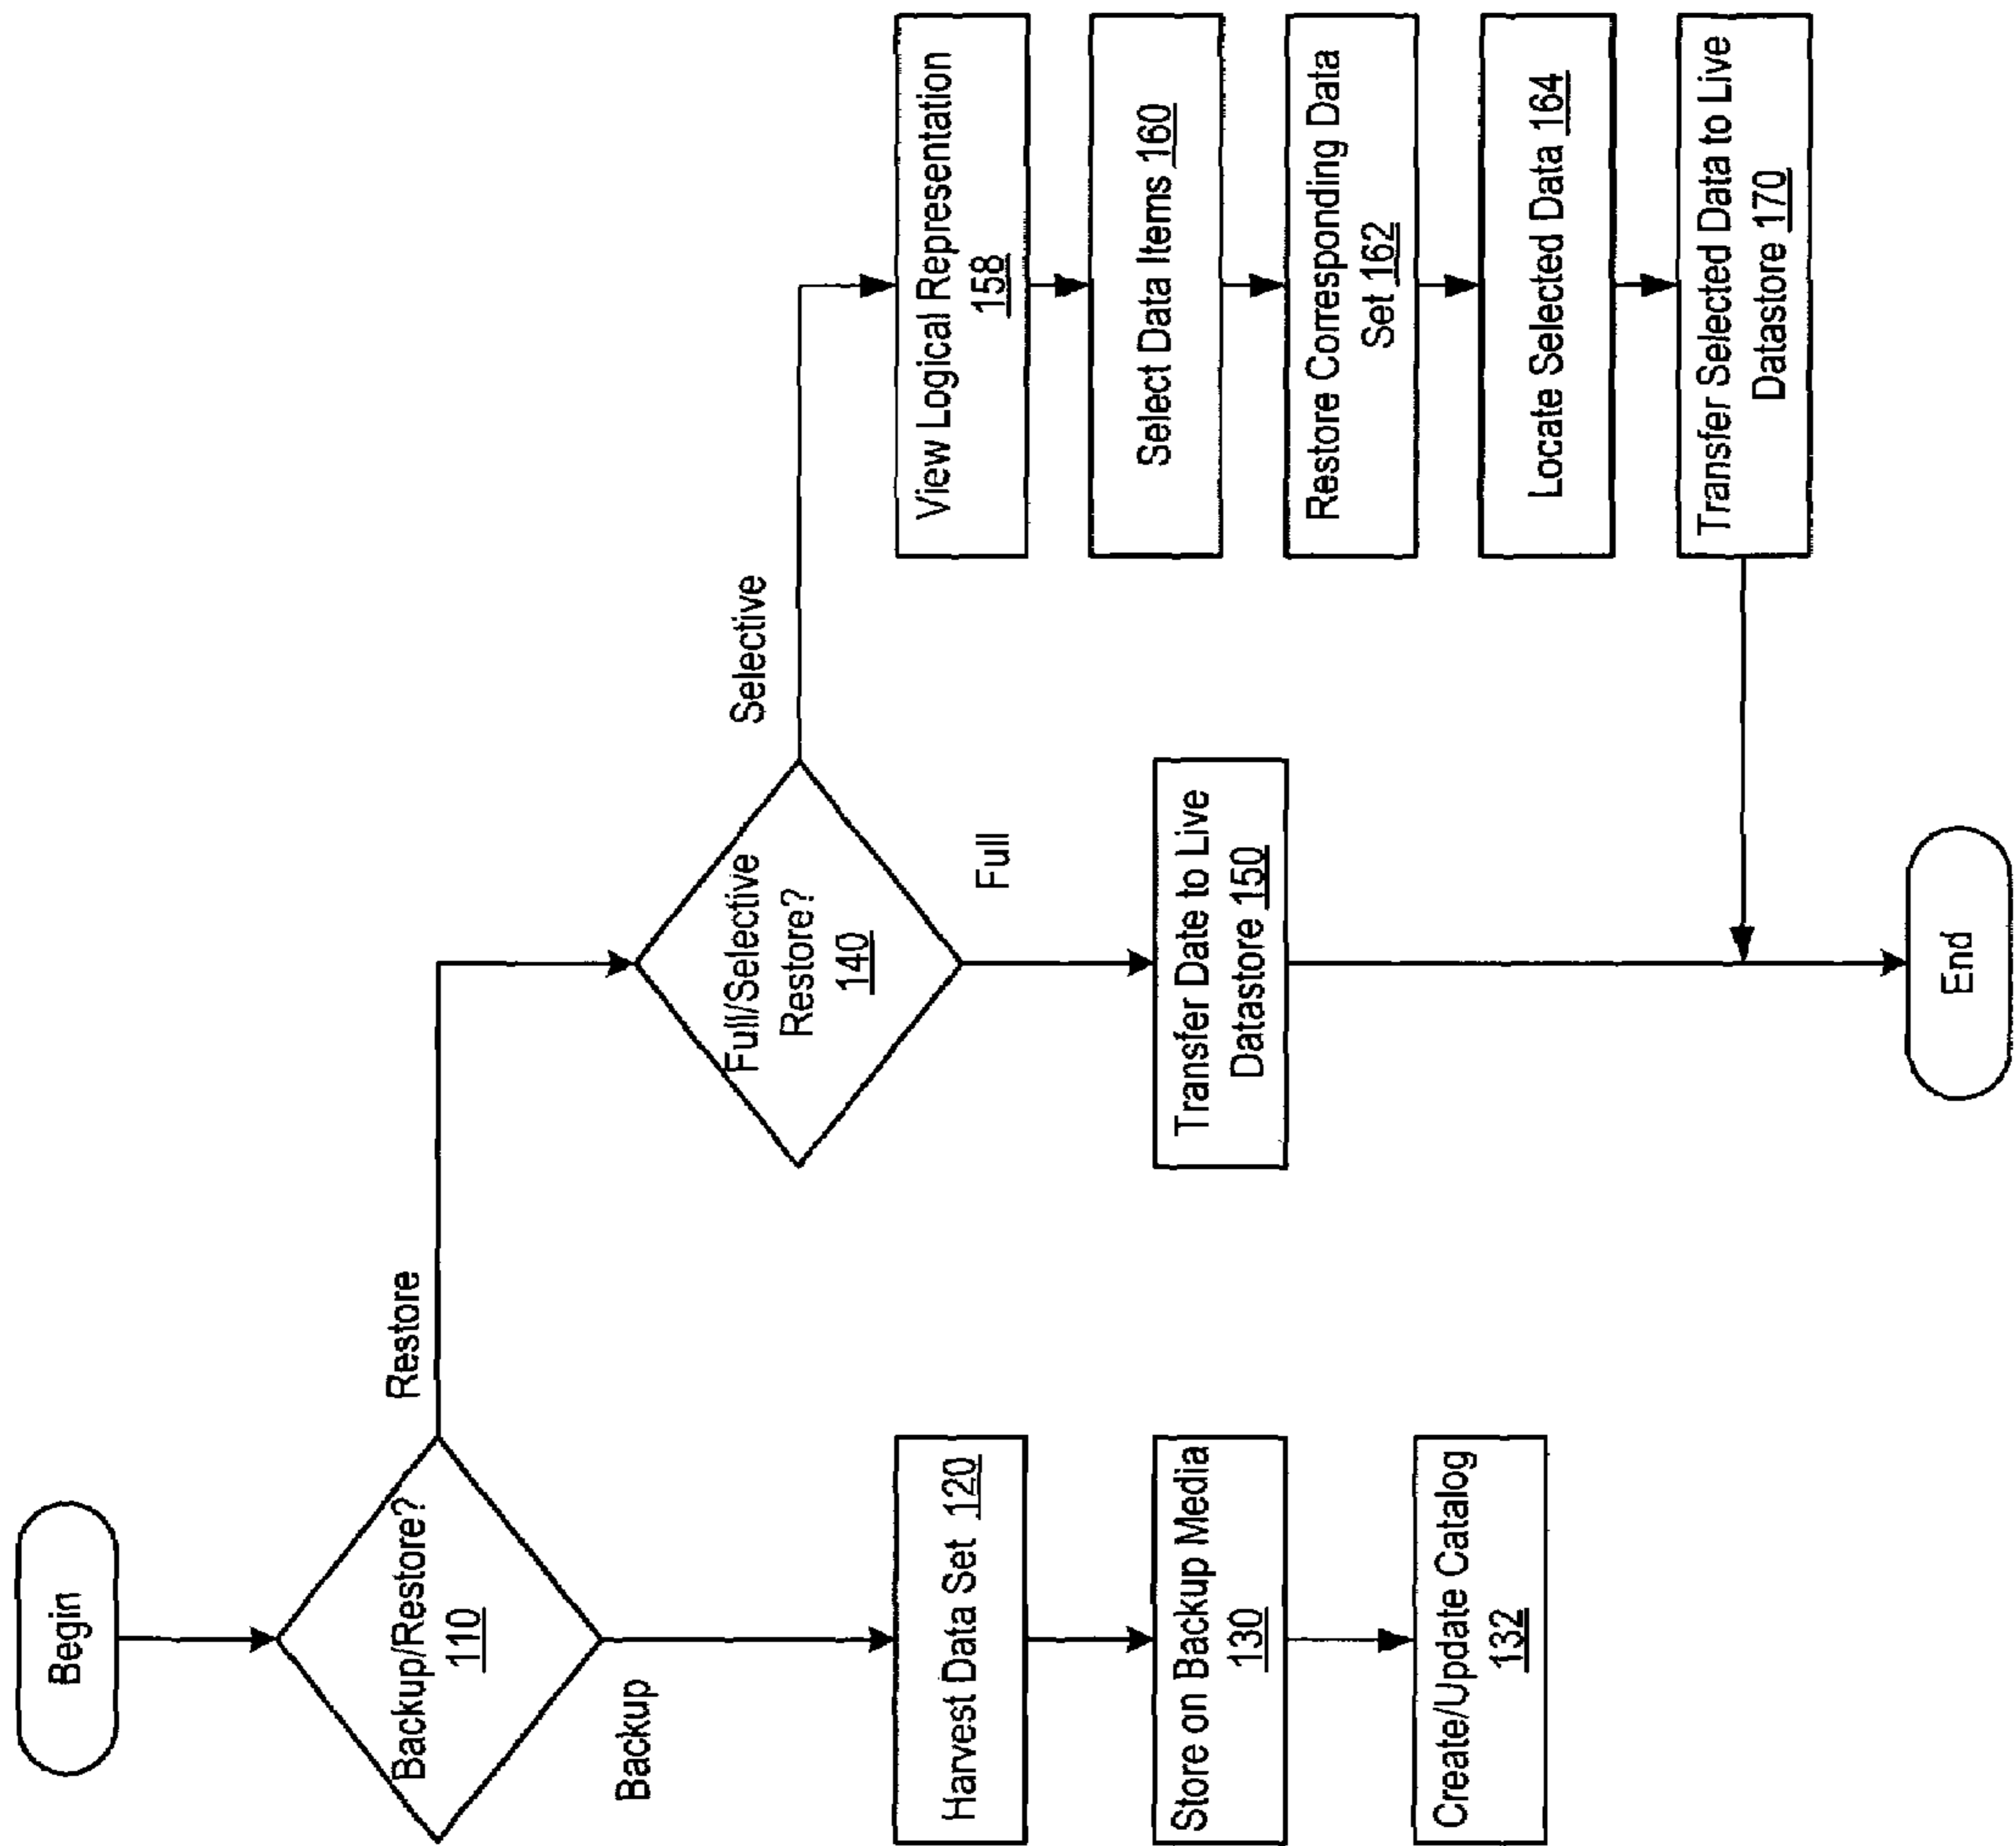 Begin
Backup/Restore?
110
Restore
Backup
Harvest Data Set 120
Store on Backup Media
130
Create/Update Catalog
132
Full/Selective
Restore?
140
Selective
Full
Transfer Date to Live
Datastore 150
View Logical Representation
158
Select Data Items 160
Restore Corresponding Data
Set 162
Locate Selected Data 164
Transfer Selected Data to Live
Datastore 170
End